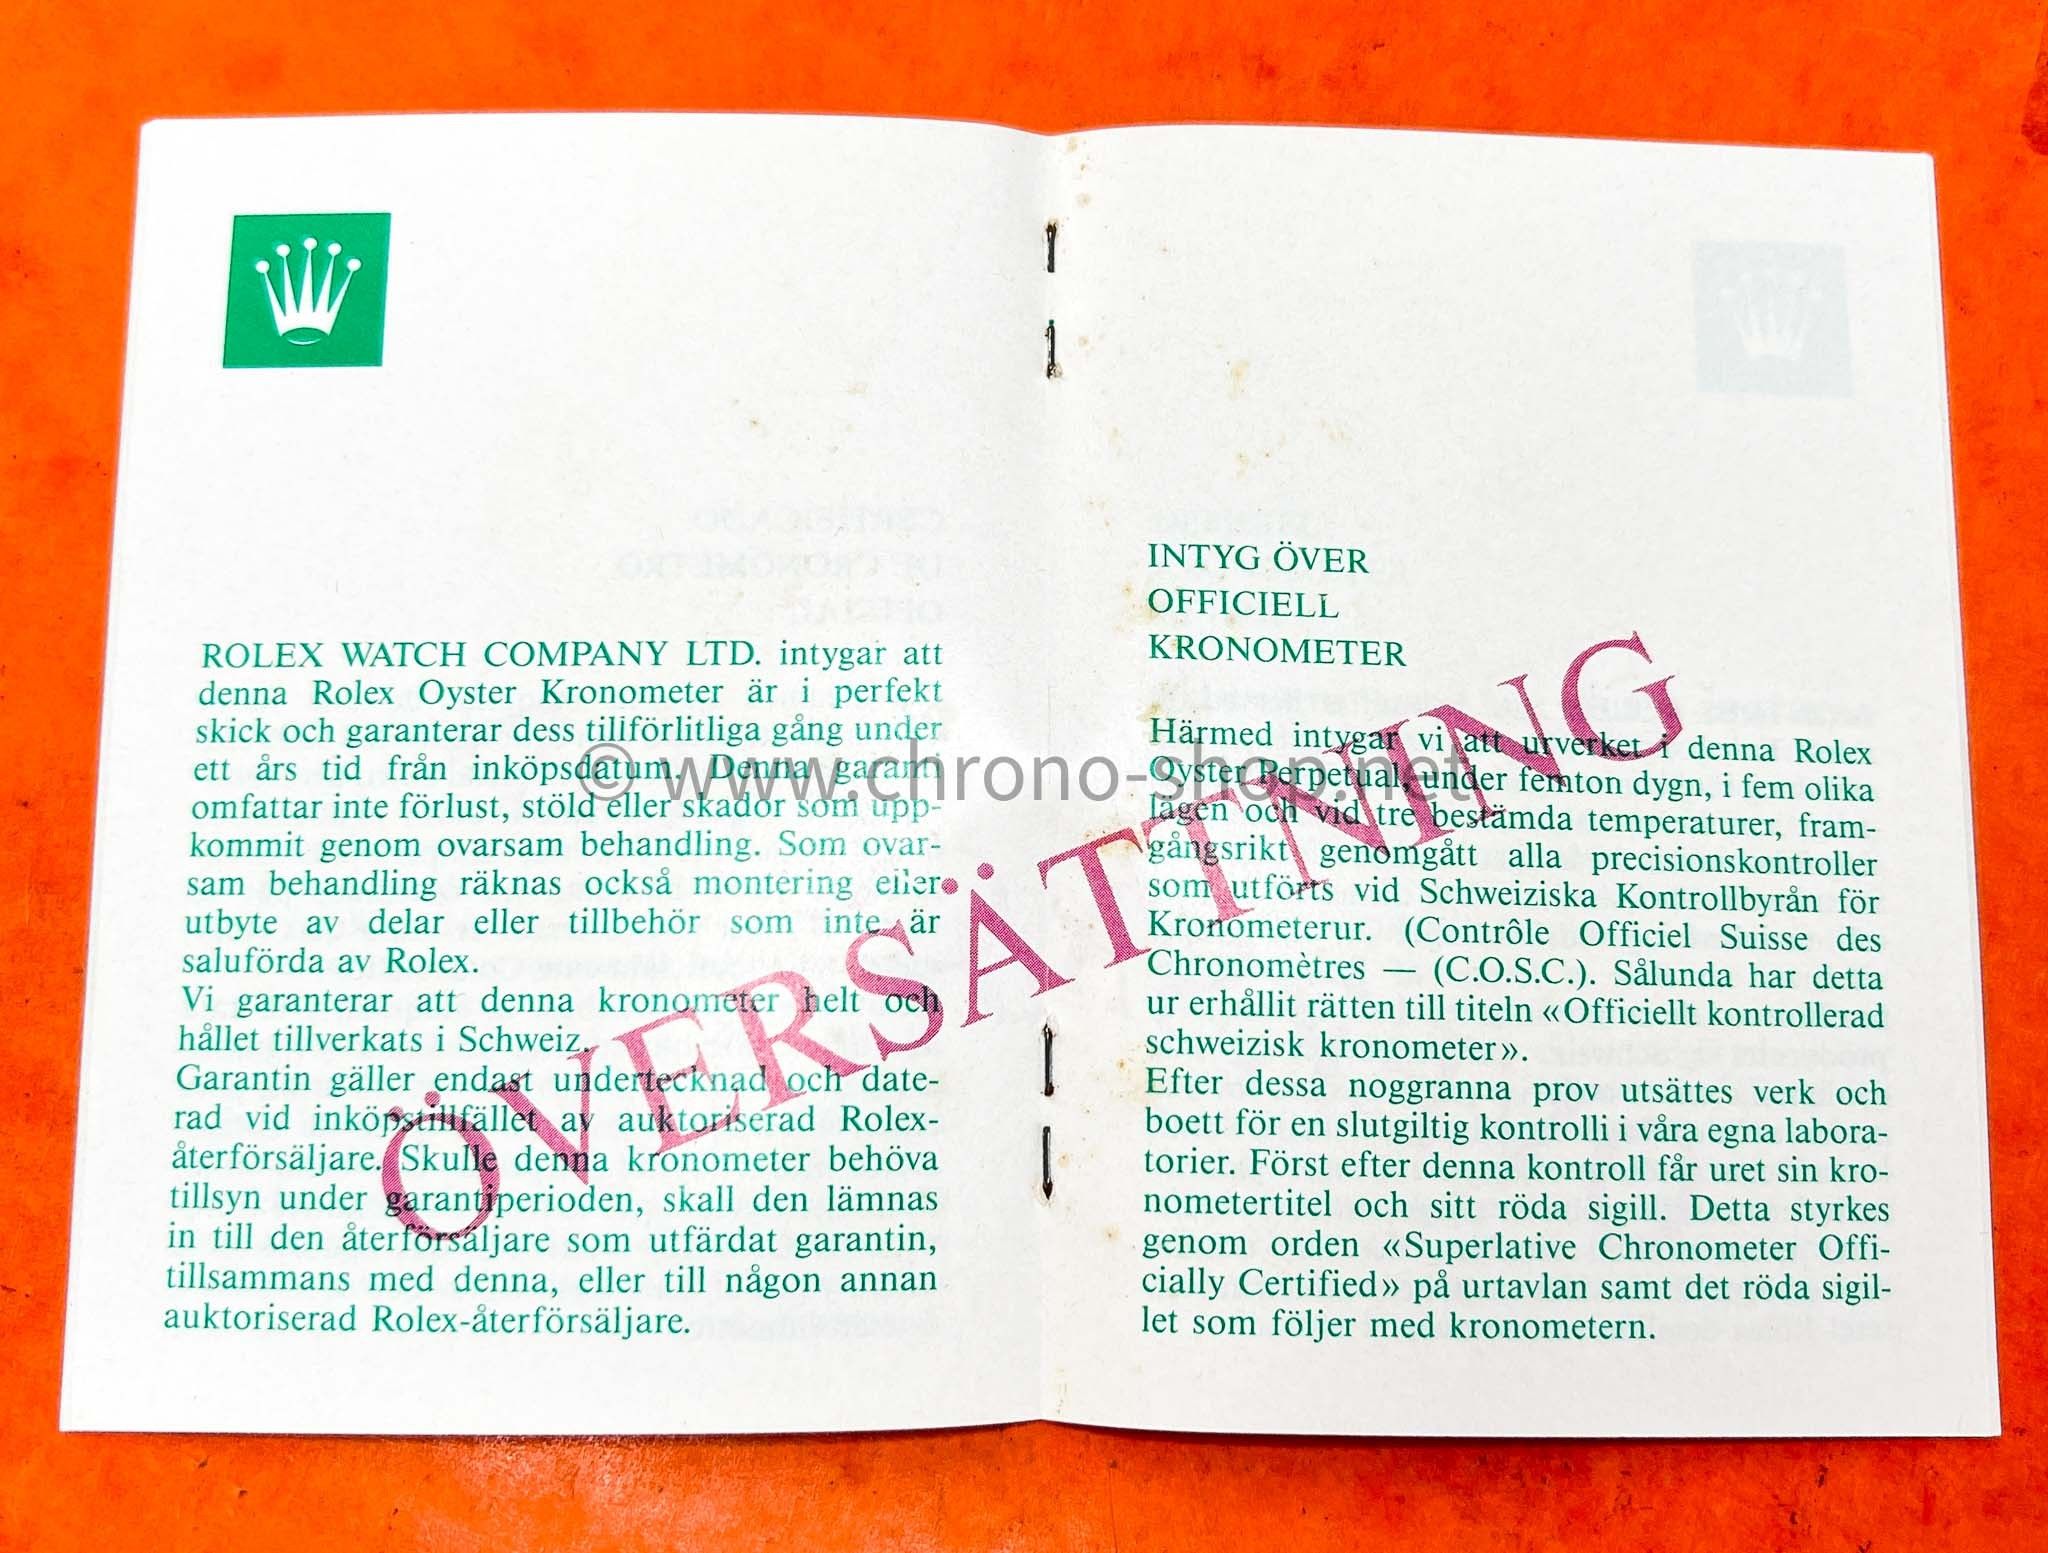 ROLEX WATCH COMPANY LTD. intygar att
denna Rolex Oyster Kronometer är i perfekt
skick och garanterar dess tillförlitliga gång under
ett års tid från inköpsdatum. Denna garanti
omfattar inte förlust, stöld eller skador som upp-
kommit genom ovarsam behandling. Som ovar-
sam behandling räknas också montering eller
utbyte av delar eller tillbehör som inte är
saluförda av Rolex.
Vi garanterar att denna kronometer helt och
hållet tillverkats i Schweiz.
Garantin gäller endast undertecknad och date-
rad vid inköpstillfället av auktoriserad Rolex-
återförsäljare. Skulle denna kronometer behöva
tillsyn under garantiperioden, skall den lämnas
in till den återförsäljare som utfärdat garantin,
tillsammans med denna, eller till någon annan
auktoriserad Rolex-återförsäljare.
INTYG ÖVER
OFFICIELL
KRONOMETER
Härmed intygar vi att urverket i denna Rolex
Oyster Perpetual, under femton dygn, i fem olika
lägen och vid tre bestämda temperaturer, fram-
gångsrikt genomgått alla precisionskontroller
som utförts vid Schweiziska Kontrollbyrån för
Kronometerur. (Contrôle Officiel Suisse des
Chronomètres — (C.O.S.C.). Sålunda har detta
ur erhållit rätten till titeln «Officiellt kontrollerad
schweizisk kronometer».
Efter dessa noggranna prov utsättes verk och
boett för en slutgiltig kontrolli i våra egna labora-
torier. Först efter denna kontroll får uret sin kro-
nometertitel och sitt röda sigill. Detta styrkes
genom orden «Superlative Chronometer Offi-
cially Certified» på urtavlan samt det röda sigil-
let som följer med kronometern.
ÖVERSÄTTNING
© www.chrono-shop.net